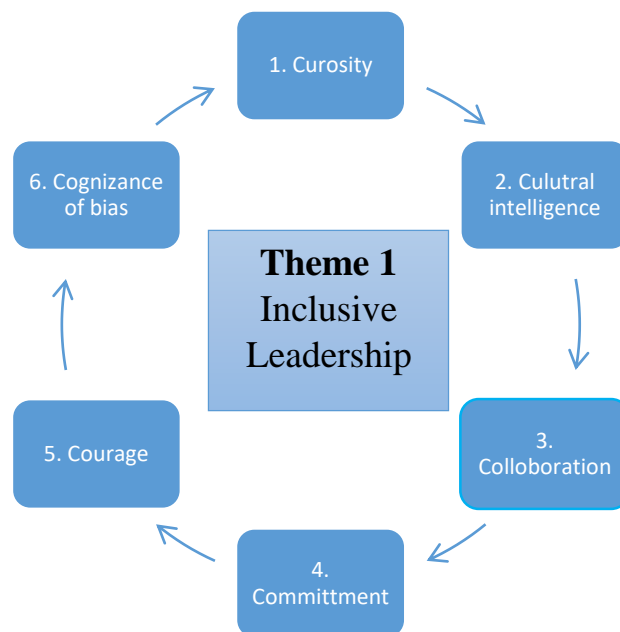 1. Curosity
2. Culutral
intelligence
3.
Colloboration
4.
Committment
5. Courage
6. Cognizance
of bias
Theme 1
Inclusive
Leadership